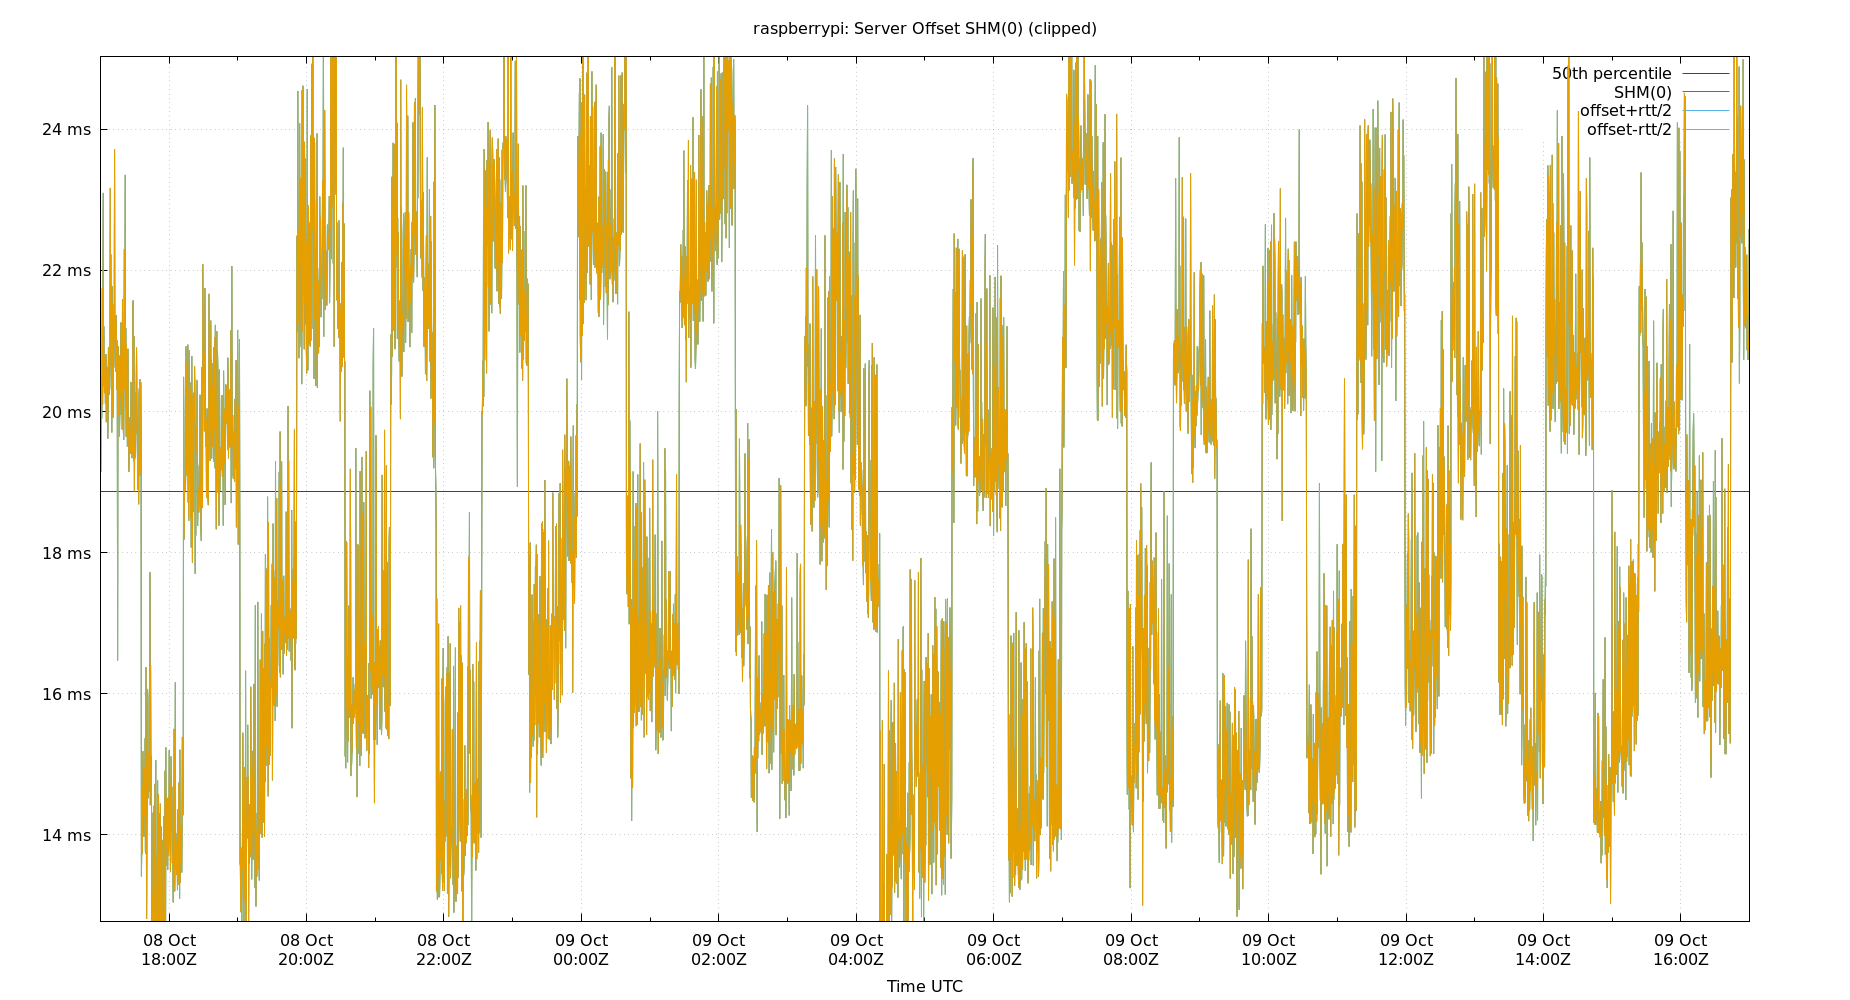 raspberrypi: Server Offset SHM(0) (clipped)
50th percentile
SHM(0)
offset+rtt/2
offset-rtt/2
24 ms
22 ms
20 ms
18 ms
16 ms
14 ms
08 Oct 08 Oct 08 Oct 09 Oct 09 Oct 09 Oct 09 Oct 09 Oct 09 Oct 09 Oct 09 Oct 09 Oct
18:00Z 20:00Z 22:00Z 00:00Z 02:00Z 04:00Z 06:00Z 08:00Z 10:00Z 12:00Z 14:00Z 16:00Z
Time UTC